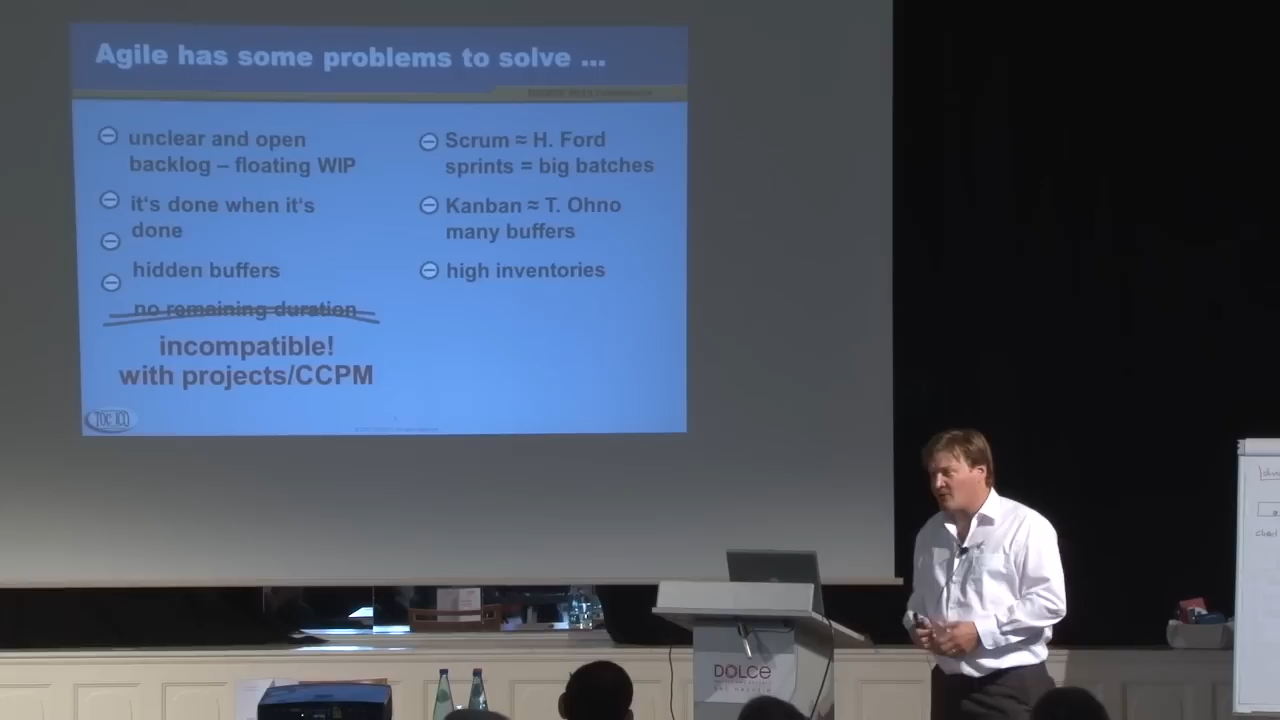 Agile has some problems to solve ...
unclear and open
backlog – floating WIP
it's done when it's
done
hidden buffers
no remaining duration
incompatible!
with projects/CCPM
Scrum ≈ H. Ford
sprints = big batches
Kanban ≈ T. Ohno
many buffers
high inventories
TOC ICO
DOLCE